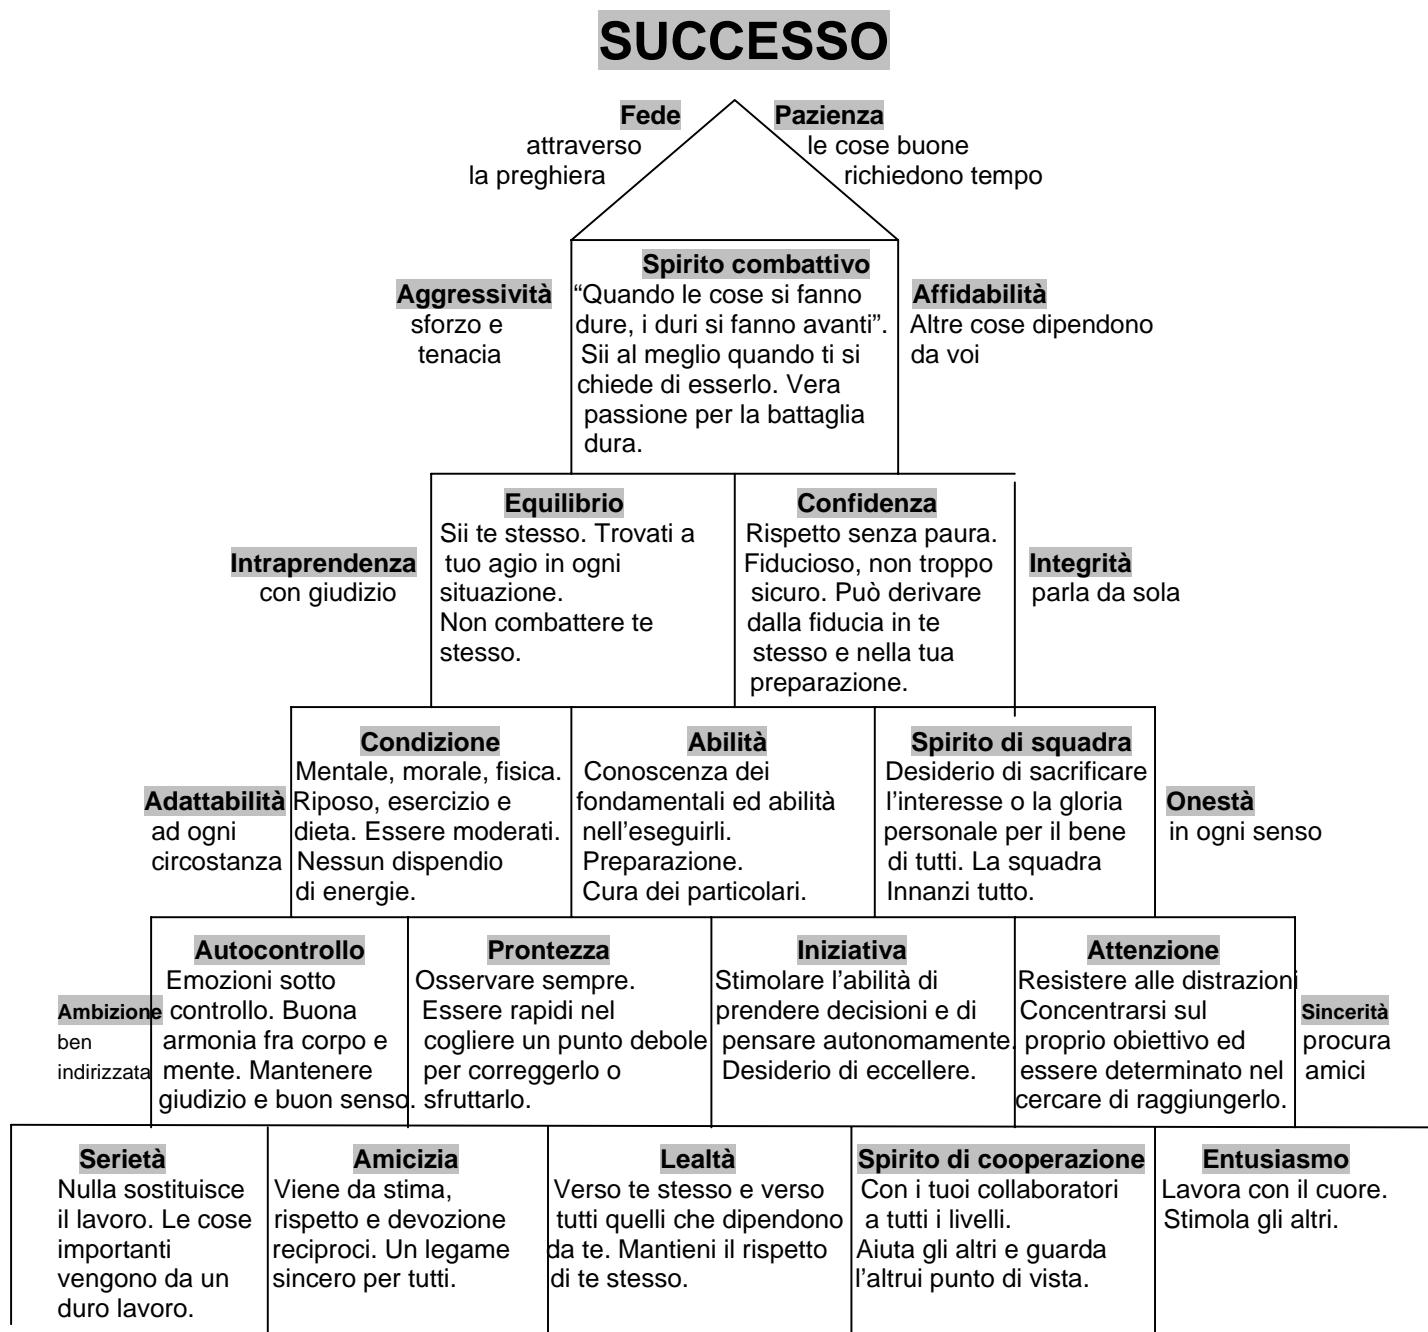 SUCCESSO
Fede
attraverso
la preghiera
Pazienza
le cose buone
richiedono tempo
Aggressività
sforzo e
tenacia
Spirito combattivo
“Quando le cose si fanno
dure, i duri si fanno avanti”.
Sii al meglio quando ti si
chiede di esserlo. Vera
passione per la battaglia
dura.
Affidabilità
Altre cose dipendono
da voi
Intraprendenza
con giudizio
Equilibrio
Sii te stesso. Trovati a
tuo agio in ogni
situazione.
Non combattere te
stesso.
Confidenza
Rispetto senza paura.
Fiducioso, non troppo
sicuro. Può derivare
dalla fiducia in te
stesso e nella tua
preparazione.
Integrità
parla da sola
Adattabilità
ad ogni
circostanza
Condizione
Mentale, morale, fisica.
Riposo, esercizio e
dieta. Essere moderati.
Nessun dispendio
di energie.
Abilità
Conoscenza dei
fondamentali ed abilità
nell’eseguirli.
Preparazione.
Cura dei particolari.
Spirito di squadra
Desiderio di sacrificare
l’interesse o la gloria
personale per il bene
di tutti. La squadra
Innanzi tutto.
Onestà
in ogni senso
Ambizione
ben
indirizzata
Autocontrollo
Emozioni sotto
controllo. Buona
armonia fra corpo e
mente. Mantenere
giudizio e buon senso.
Prontezza
Osservare sempre.
Essere rapidi nel
cogliere un punto debole
per correggerlo o
sfruttarlo.
Iniziativa
Stimolare l’abilità di
prendere decisioni e di
pensare autonomamente.
Desiderio di eccellere.
Attenzione
Resistere alle distrazioni
Concentrarsi sul
proprio obiettivo ed
essere determinato nel
cercare di raggiungerlo.
Sincerità
procura
amici
Serietà
Nulla sostituisce
il lavoro. Le cose
importanti
vengono da un
duro lavoro.
Amicizia
Viene da stima,
rispetto e devozione
reciproci. Un legame
sincero per tutti.
Lealtà
Verso te stesso e verso
tutti quelli che dipendono
da te. Mantieni il rispetto
di te stesso.
Spirito di cooperazione
Con i tuoi collaboratori
a tutti i livelli.
Aiuta gli altri e guarda
l’altrui punto di vista.
Entusiasmo
Lavora con il cuore.
Stimola gli altri.